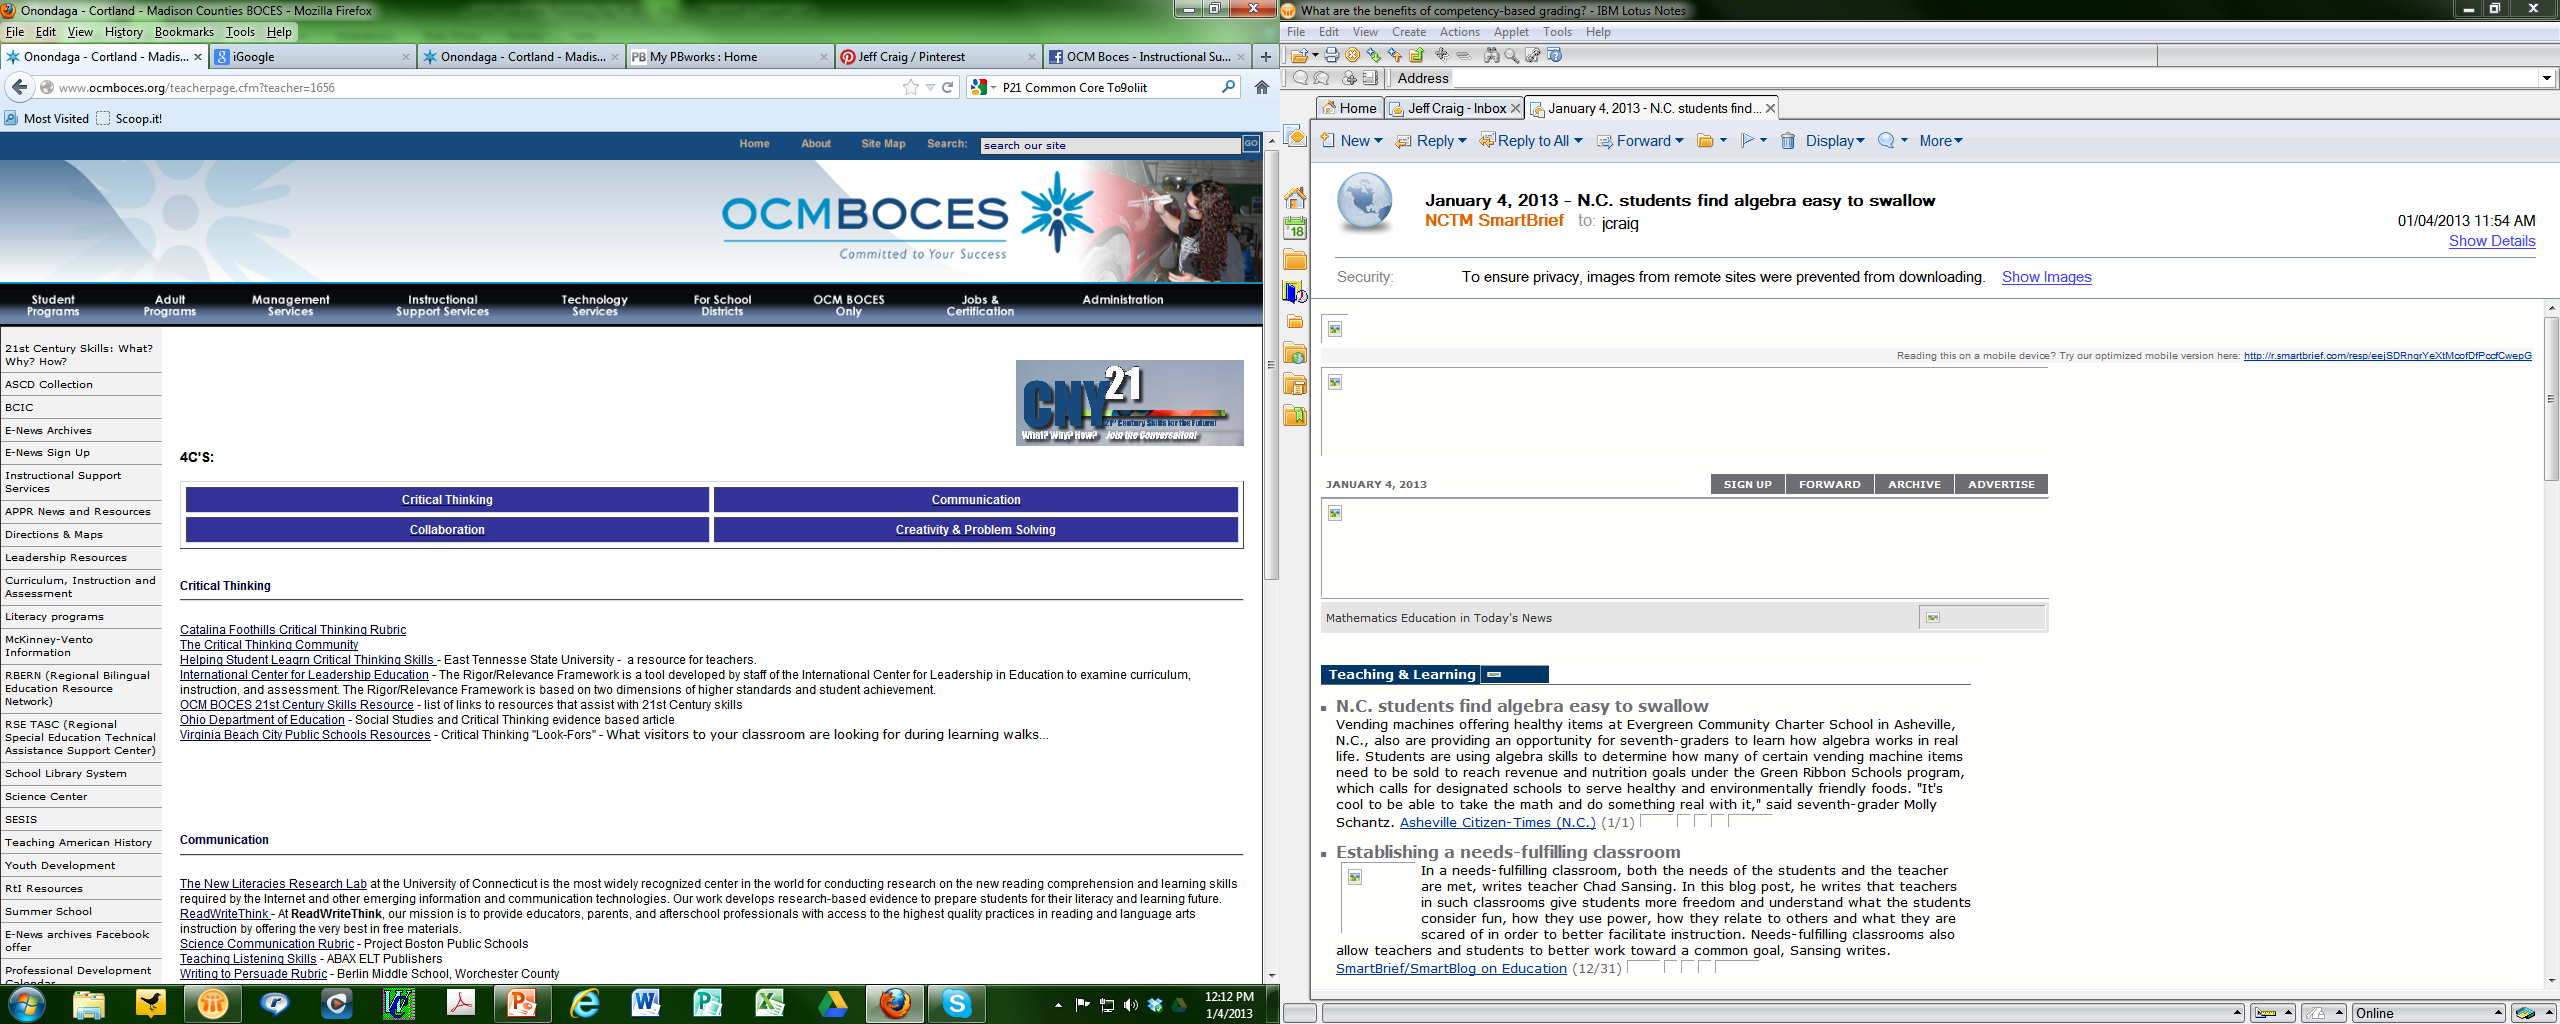 Onondaga - Cortland - Madison Counties BOCES - Mozilla Firefox
File Edit View History Bookmarks Tools Help
Onondaga - Cortland - Madis...
iGoogle
Onondaga - Cortland - Madis...
My PBworks : Home
Jeff Craig / Pinterest
OCM Boces - Instructional Su...
www.ocmboces.org/teacherpage.cfm?teacher=1656
P21 Common Core To9oliit
Most Visited Scoop.it!
Home About Site Map Search: search our site GO
OCMBOCES
Committed to Your Success
Student Programs
Adult Programs
Management Services
Instructional Support Services
Technology Services
For School Districts
OCM BOCES Only
Jobs & Certification
Administration
21st Century Skills: What?
Why? How?
ASCD Collection
BCIC
E-News Archives
E-News Sign Up
Instructional Support
Services
APPR News and Resources
Directions & Maps
Leadership Resources
Curriculum, Instruction and
Assessment
Literacy programs
McKinney-Vento
Information
RBERN (Regional Bilingual
Education Resource
Network)
RSE TASC (Regional
Special Education Technical
Assistance Support Center)
School Library System
Science Center
SESIS
Teaching American History
Youth Development
RtI Resources
Summer School
E-News archives Facebook
offer
Professional Development
Calendar
CNY 21
21st Century Skills for the Future!
What? Why? How? Join the Conversation!
4C'S:
Critical Thinking Communication
Collaboration Creativity & Problem Solving
Critical Thinking
Catalina Foothills Critical Thinking Rubric
The Critical Thinking Community
Helping Student Leagrn Critical Thinking Skills - East Tennesse State University - a resource for teachers.
International Center for Leadership Education - The Rigor/Relevance Framework is a tool developed by staff of the International Center for Leadership in Education to examine curriculum,
instruction, and assessment. The Rigor/Relevance Framework is based on two dimensions of higher standards and student achievement.
OCM BOCES 21st Century Skills Resource - list of links to resources that assist with 21st Century skills
Ohio Department of Education - Social Studies and Critical Thinking evidence based article
Virginia Beach City Public Schools Resources - Critical Thinking "Look-Fors" - What visitors to your classroom are looking for during learning walks...
Communication
The New Literacies Research Lab at the University of Connecticut is the most widely recognized center in the world for conducting research on the new reading comprehension and learning skills
required by the Internet and other emerging information and communication technologies. Our work develops research-based evidence to prepare students for their literacy and learning future.
ReadWriteThink - At ReadWriteThink, our mission is to provide educators, parents, and afterschool professionals with access to the highest quality practices in reading and language arts
instruction by offering the very best in free materials.
Science Communication Rubric - Project Boston Public Schools
Teaching Listening Skills - ABAX ELT Publishers
Writing to Persuade Rubric - Berlin Middle School, Worchester County
12:12 PM
1/4/2013
What are the benefits of competency-based grading? - IBM Lotus Notes
File Edit View Create Actions Applet Tools Help
Address
Home
Jeff Craig - Inbox
January 4, 2013 - N.C. students find...
New Reply Reply to All Forward Display More
January 4, 2013 - N.C. students find algebra easy to swallow
NCTM SmartBrief to: jcraig
01/04/2013 11:54 AM
Show Details
Security: To ensure privacy, images from remote sites were prevented from downloading. Show Images
Reading this on a mobile device? Try our optimized mobile version here: http://r.smartbrief.com/resp/eejSDRnqrYeXtMcofDfPccfCwepG
JANUARY 4, 2013
SIGN UP FORWARD ARCHIVE ADVERTISE
Mathematics Education in Today's News
Teaching & Learning
N.C. students find algebra easy to swallow
Vending machines offering healthy items at Evergreen Community Charter School in Asheville,
N.C., also are providing an opportunity for seventh-graders to learn how algebra works in real
life. Students are using algebra skills to determine how many of certain vending machine items
need to be sold to reach revenue and nutrition goals under the Green Ribbon Schools program,
which calls for designated schools to serve healthy and environmentally friendly foods. "It's
cool to be able to take the math and do something real with it," said seventh-grader Molly
Schantz. Asheville Citizen-Times (N.C.) (1/1)
Establishing a needs-fulfilling classroom
In a needs-fulfilling classroom, both the needs of the students and the teacher
are met, writes teacher Chad Sansing. In this blog post, he writes that teachers
in such classrooms give students more freedom and understand what the students
consider fun, how they use power, how they relate to others and what they are
scared of in order to better facilitate instruction. Needs-fulfilling classrooms also
allow teachers and students to better work toward a common goal, Sansing writes.
SmartBrief/SmartBlog on Education (12/31)
Online